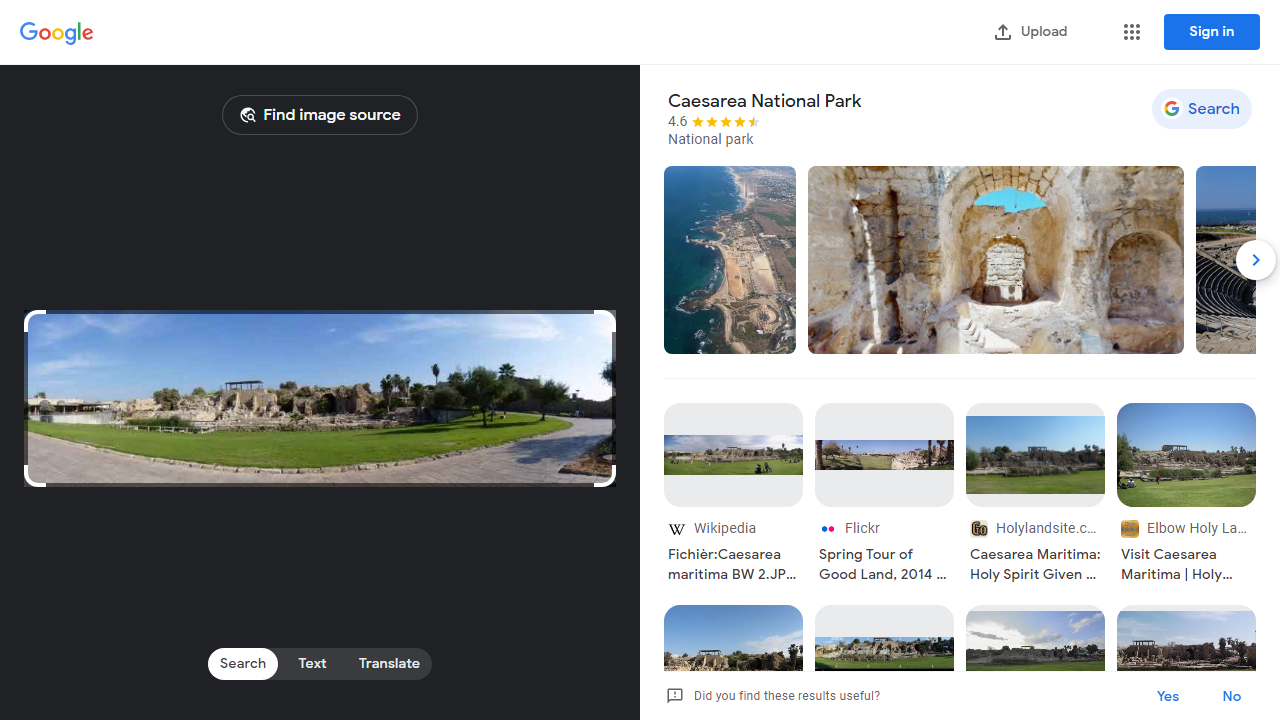 Google
Upload
Sign in
Find image source
Search
Text
Translate
Caesarea National Park
4.6
National park
Search
Wikipedia
Fichièr:Caesarea
maritima BW 2.JP...
Flickr
Spring Tour of
Good Land, 2014 ...
Holylandsite.c...
Caesarea Maritima:
Holy Spirit Given ...
Elbow Holy La...
Visit Caesarea
Maritima | Holy...
Did you find these results useful?
Yes
No